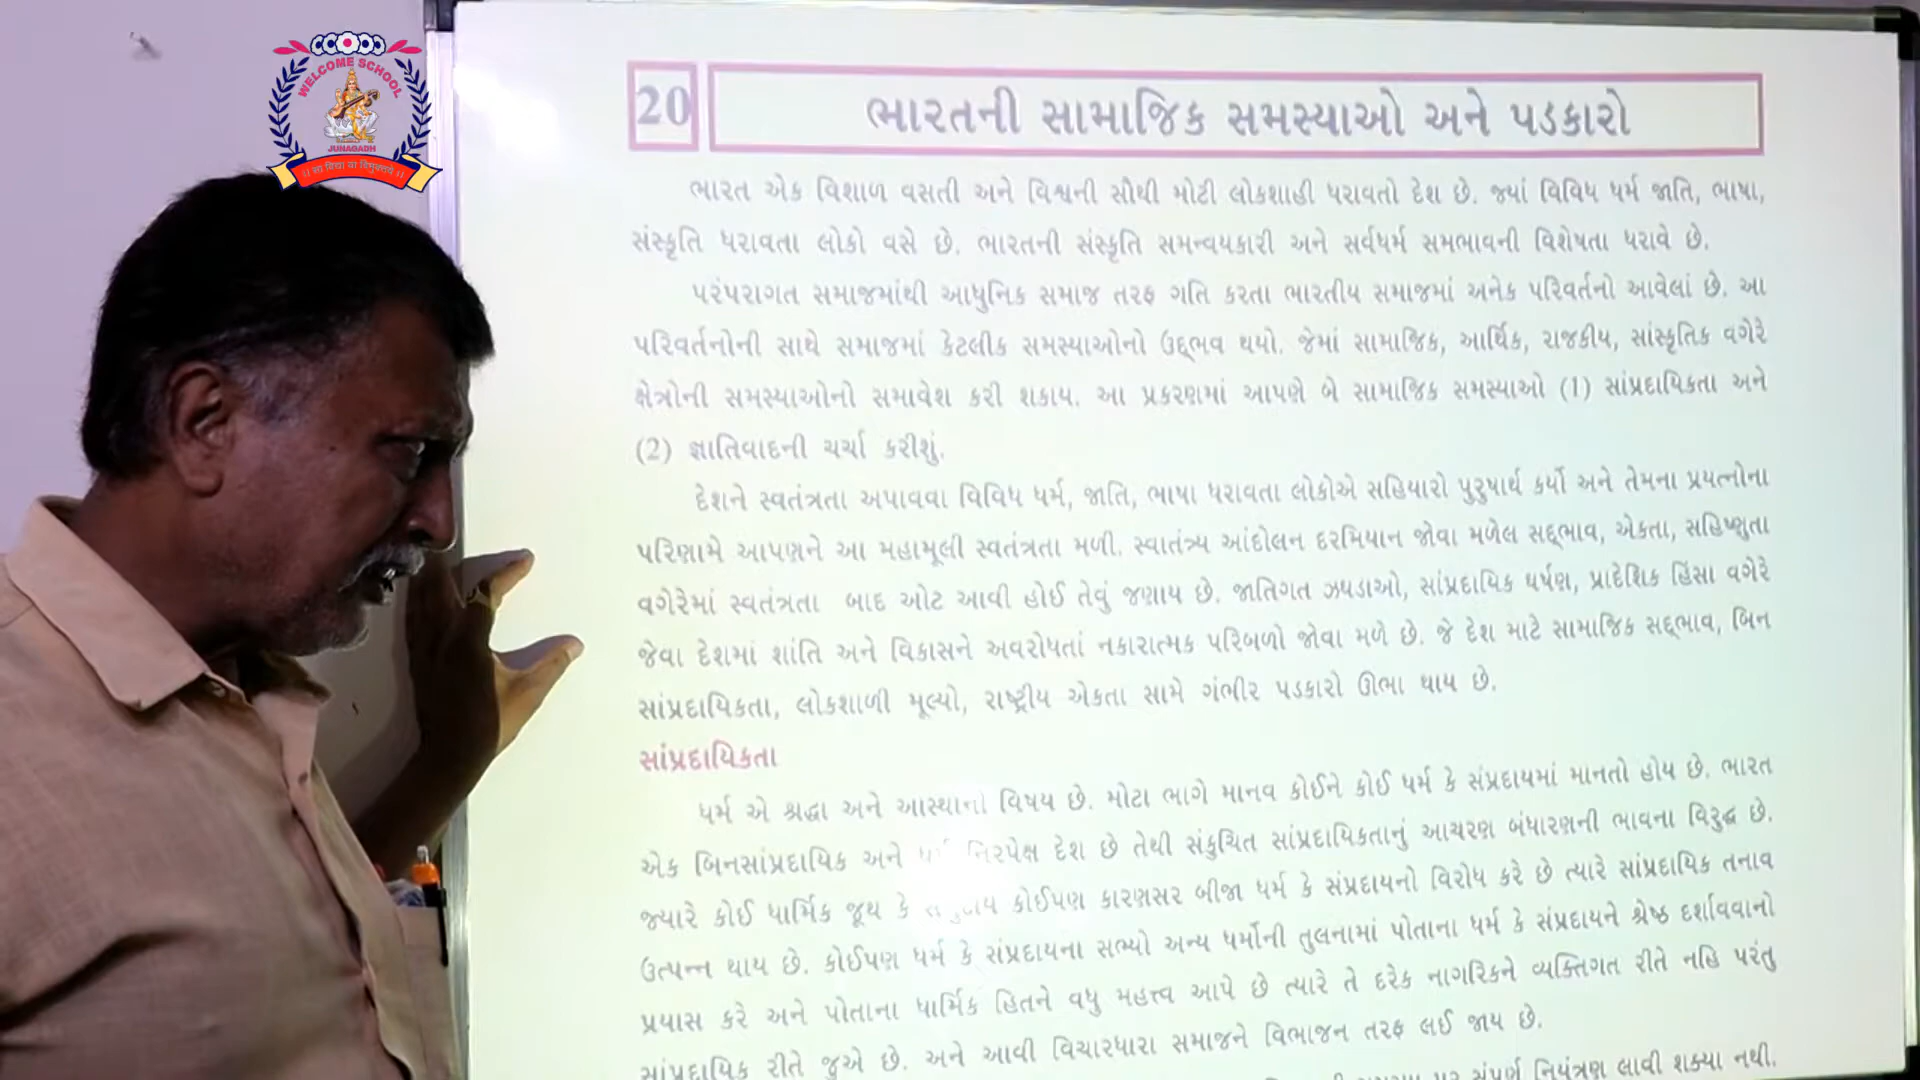 WELCOME SCHOOL
JUNAGADH
।। सा विद्या या विमुक्तये ।।
20
ભારતની સામાજિક સમસ્યાઓ અને પડકારો
ભારત એક વિશાળ વસતી અને વિશ્વની સૌથી મોટી લોકશાહી ધરાવતો દેશ છે. જ્યાં વિવિધ ધર્મ જાતિ, ભાષા,
સંસ્કૃતિ ધરાવતા લોકો વસે છે. ભારતની સંસ્કૃતિ સમન્વયકારી અને સર્વધર્મ સમભાવની વિશેષતા ધરાવે છે.
પરંપરાગત સમાજમાંથી આધુનિક સમાજ તરફ ગતિ કરતા ભારતીય સમાજમાં અનેક પરિવર્તનો આવેલાં છે. આ
પરિવર્તનોની સાથે સમાજમાં કેટલીક સમસ્યાઓનો ઉદ્ભવ થયો. જેમાં સામાજિક, આર્થિક, રાજકીય, સાંસ્કૃતિક વગેરે
ક્ષેત્રોની સમસ્યાઓનો સમાવેશ કરી શકાય. આ પ્રકરણમાં આપણે બે સામાજિક સમસ્યાઓ (1) સાંપ્રદાયિકતા અને
(2) જ્ઞાતિવાદની ચર્ચા કરીશું.
દેશને સ્વતંત્રતા અપાવવા વિવિધ ધર્મ, જાતિ, ભાષા ધરાવતા લોકોએ સહિયારો પુરુષાર્થ કર્યો અને તેમના પ્રયત્નોના
પરિણામે આપણને આ મહામૂલી સ્વતંત્રતા મળી. સ્વાતંત્ર્ય આંદોલન દરમિયાન જોવા મળેલ સદ્ભાવ, એકતા, સહિષ્ણુતા
વગેરેમાં સ્વતંત્રતા બાદ ઓટ આવી હોઈ તેવું જણાય છે. જાતિગત ઝઘડાઓ, સાંપ્રદાયિક ઘર્ષણ, પ્રાદેશિક હિંસા વગેરે
જેવા દેશમાં શાંતિ અને વિકાસને અવરોધતાં નકારાત્મક પરિબળો જોવા મળે છે. જે દેશ માટે સામાજિક સદ્ભાવ, બિન
સાંપ્રદાયિકતા, લોકશાળી મૂલ્યો, રાષ્ટ્રીય એકતા સામે ગંભીર પડકારો ઊભા થાય છે.
સાંપ્રદાયિકતા
ધર્મ એ શ્રદ્ધા અને આસ્થાનો વિષય છે. મોટા ભાગે માનવ કોઈને કોઈ ધર્મ કે સંપ્રદાયમાં માનતો હોય છે. ભારત
એક બિનસાંપ્રદાયિક અને નિરપેક્ષ દેશ છે તેથી સંકુચિત સાંપ્રદાયિકતાનું આચરણ બંધારણની ભાવના વિરુદ્ધ છે.
જ્યારે કોઈ ધાર્મિક જૂથ કે કોઈપણ કારણસર બીજા ધર્મ કે સંપ્રદાયનો વિરોધ કરે છે ત્યારે સાંપ્રદાયિક તનાવ
ઉત્પન્ન થાય છે. કોઈપણ ધર્મ કે સંપ્રદાયના સભ્યો અન્ય ધર્મોની તુલનામાં પોતાના ધર્મ કે સંપ્રદાયને શ્રેષ્ઠ દર્શાવવાનો
પ્રયાસ કરે અને પોતાના ધાર્મિક હિતને વધુ મહત્ત્વ આપે છે ત્યારે તે દરેક નાગરિકને વ્યક્તિગત રીતે નહિ પરંતુ
સાંપ્રદાયિક રીતે જુએ છે. અને આવી વિચારધારા સમાજને વિભાજન તરફ લઈ જાય છે.
પર સંપૂર્ણ નિયંત્રણ લાવી શક્યા નથી.